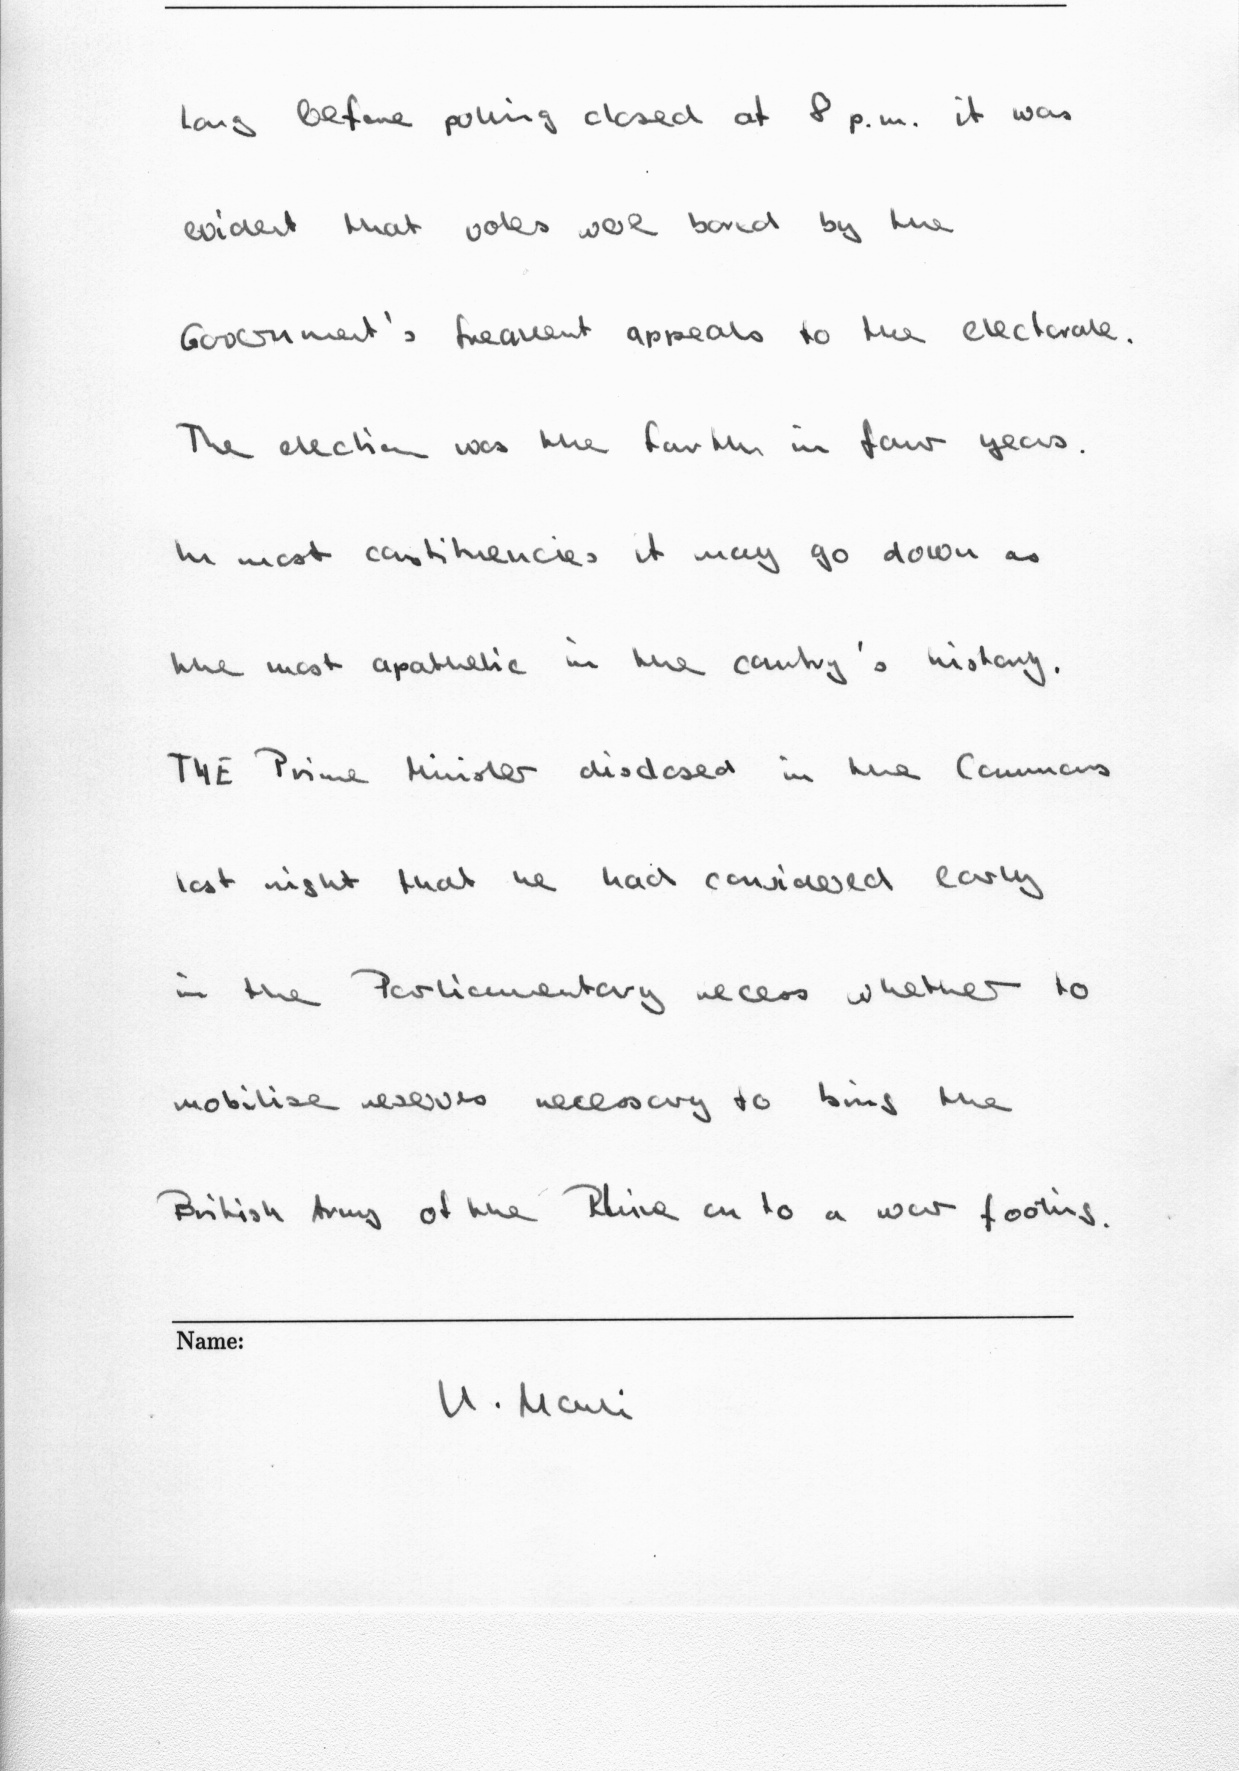 Long before polling closed at 8 p.m. it was
evident that voters were bored by the
Government's frequent appeals to the electorate.
The election was the fourth in four years.
In most constituencies it may go down as
the most apathetic in the country's history.
THE Prime Minister disclosed in the Commons
last night that he had considered early
in the Parliamentary recess whether to
mobilise reserves necessary to bring the
British Army of the Rhine on to a war footing.
Name: